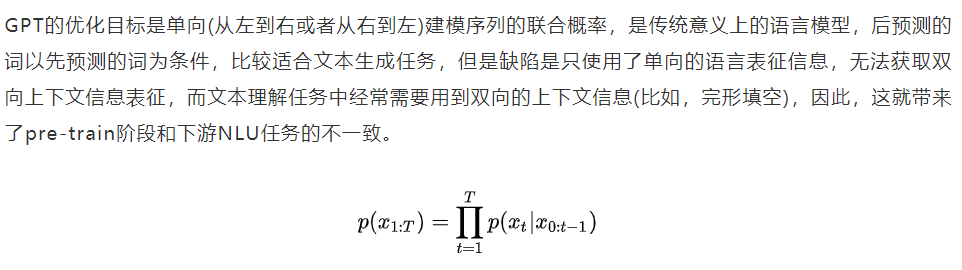 GPT的优化目标是单向(从左到右或者从右到左)建模序列的联合概率，是传统意义上的语言模型，后预测的
词以先预测的词为条件，比较适合文本生成任务，但是缺陷是只使用了单向的语言表征信息，无法获取双
向上下文信息表征，而文本理解任务中经常需要用到双向的上下文信息(比如，完形填空)，因此，这就带来
了pre-train阶段和下游NLU任务的不一致。
p(x_{1:T}) = \prod_{t=1}^{T} p(x_t|x_{0:t-1})